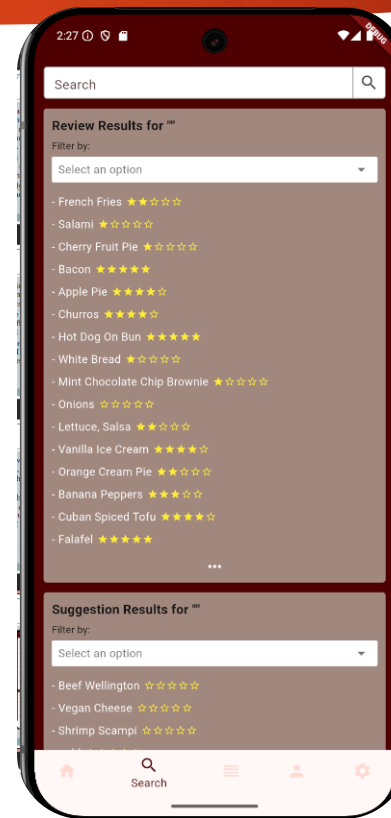 2:27
DEBUG
Search
Review Results for ""
Filter by:
Select an option
- French Fries ★★☆☆☆
- Salami ★☆☆☆☆
- Cherry Fruit Pie ★☆☆☆☆
- Bacon ★★★★★
- Apple Pie ★★★★☆
- Churros ★★★★☆
- Hot Dog On Bun ★★★★★
- White Bread ★☆☆☆☆
- Mint Chocolate Chip Brownie ★☆☆☆☆
- Onions ☆☆☆☆☆
- Lettuce, Salsa ★★☆☆☆
- Vanilla Ice Cream ★★★★☆
- Orange Cream Pie ★★☆☆☆
- Banana Peppers ★★★☆☆
- Cuban Spiced Tofu ★★★★☆
- Falafel ★★★★★
•••
Suggestion Results for ""
Filter by:
Select an option
- Beef Wellington ☆☆☆☆☆
- Vegan Cheese ☆☆☆☆☆
- Shrimp Scampi ☆☆☆☆☆
Search